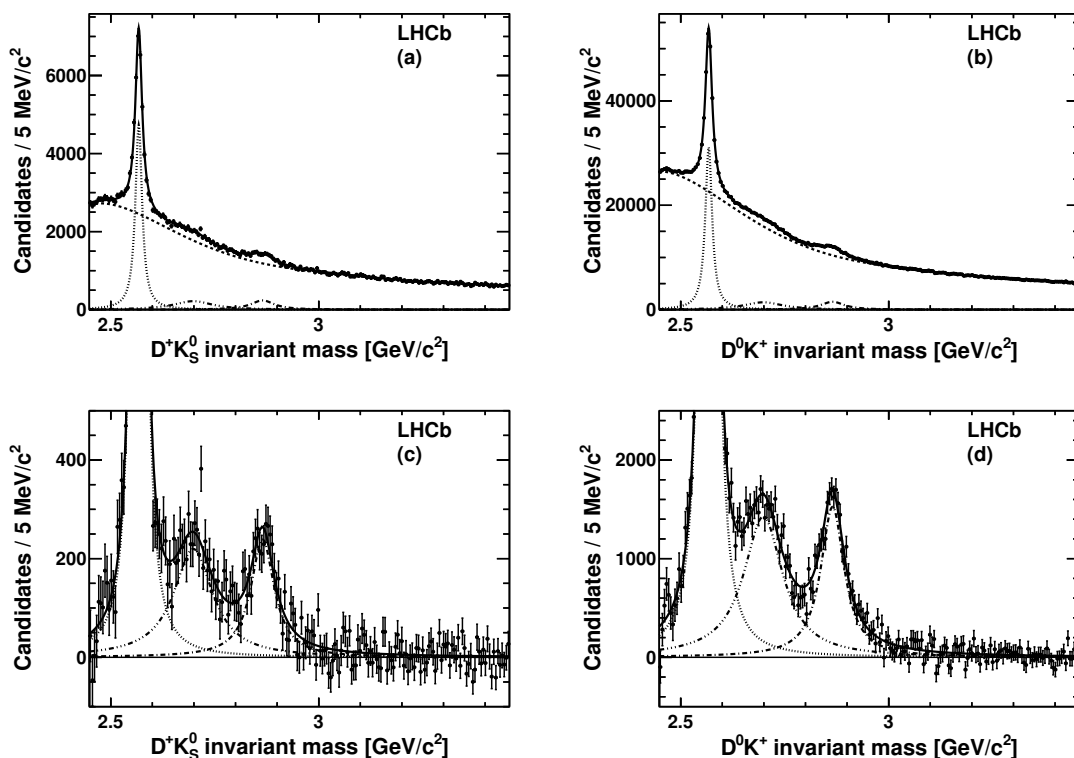 LHCb
(a)
Candidates / 5 MeV/c²
6000
4000
2000
0
2.5
3
D⁺K⁰S invariant mass [GeV/c²]
LHCb
(b)
Candidates / 5 MeV/c²
40000
20000
0
2.5
3
D⁰K⁺ invariant mass [GeV/c²]
LHCb
(c)
Candidates / 5 MeV/c²
400
200
0
2.5
3
D⁺K⁰S invariant mass [GeV/c²]
LHCb
(d)
Candidates / 5 MeV/c²
2000
1000
0
2.5
3
D⁰K⁺ invariant mass [GeV/c²]